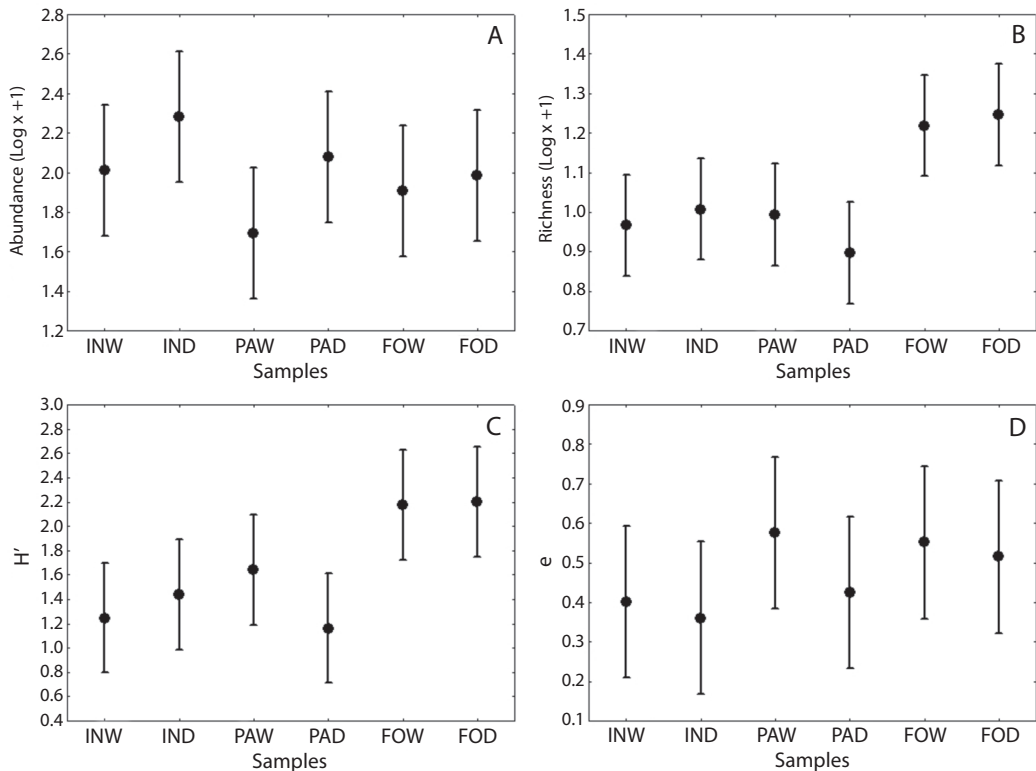 A
Abundance (Log x +1)
2.8
2.6
2.4
2.2
2.0
1.8
1.6
1.4
1.2
INW IND PAW PAD FOW FOD
Samples
B
Richness (Log x +1)
1.5
1.4
1.3
1.2
1.1
1.0
0.9
0.8
0.7
INW IND PAW PAD FOW FOD
Samples
C
H'
3.0
2.8
2.6
2.4
2.2
2.0
1.8
1.6
1.4
1.2
1.0
0.8
0.6
0.4
INW IND PAW PAD FOW FOD
Samples
D
e
0.9
0.8
0.7
0.6
0.5
0.4
0.3
0.2
0.1
INW IND PAW PAD FOW FOD
Samples